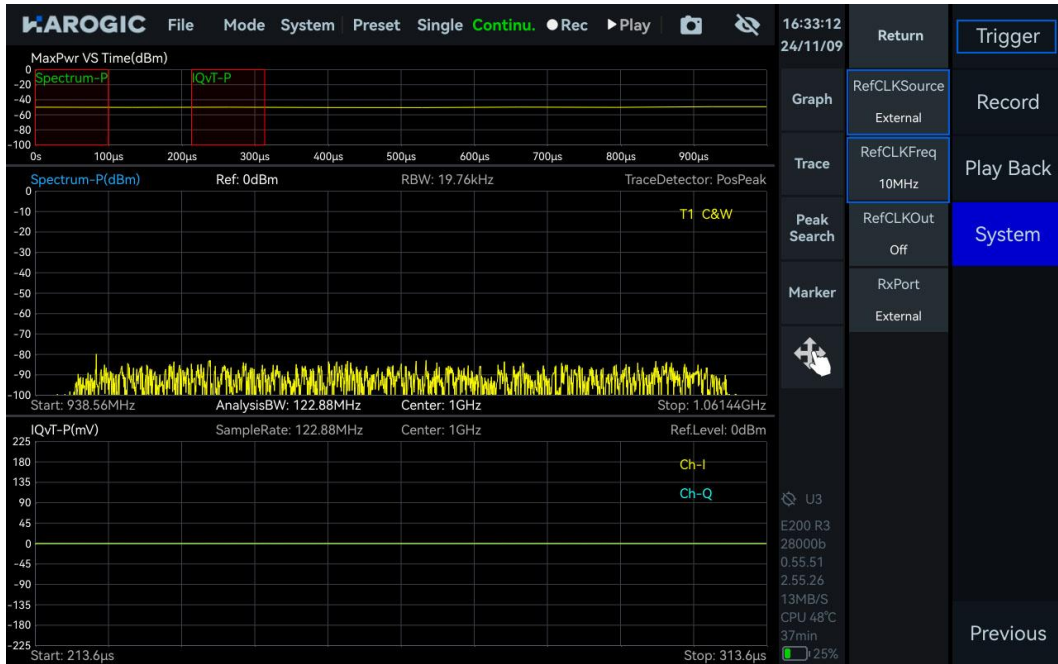 HAROGIC File Mode System Preset Single Continu. Rec Play
16:33:12
24/11/09
MaxPwr VS Time(dBm)
0
-20
-40
-60
-80
-100
Spectrum-P IQvT-P
0s 100μs 200μs 300μs 400μs 500μs 600μs 700μs 800μs 900μs
Spectrum-P(dBm) Ref: 0dBm RBW: 19.76kHz TraceDetector: PosPeak
0
-10
-20
-30
-40
-50
-60
-70
-80
-90
-100
T1 C&W
Start: 938.56MHz AnalysisBW: 122.88MHz Center: 1GHz Stop: 1.06144GHz
IQvT-P(mV) SampleRate: 122.88MHz Center: 1GHz Ref.Level: 0dBm
225
180
135
90
45
0
-45
-90
-135
-180
-225
Ch-I
Ch-Q
Start: 213.6μs Stop: 313.6μs
Graph
Trace
Peak
Search
Marker
U3
E200 R3
28000b
0.55.51
2.55.26
13MB/S
CPU 48°C
37min
25%
Return
RefCLKSource
External
RefCLKFreq
10MHz
RefCLKOut
Off
RxPort
External
Trigger
Record
Play Back
System
Previous